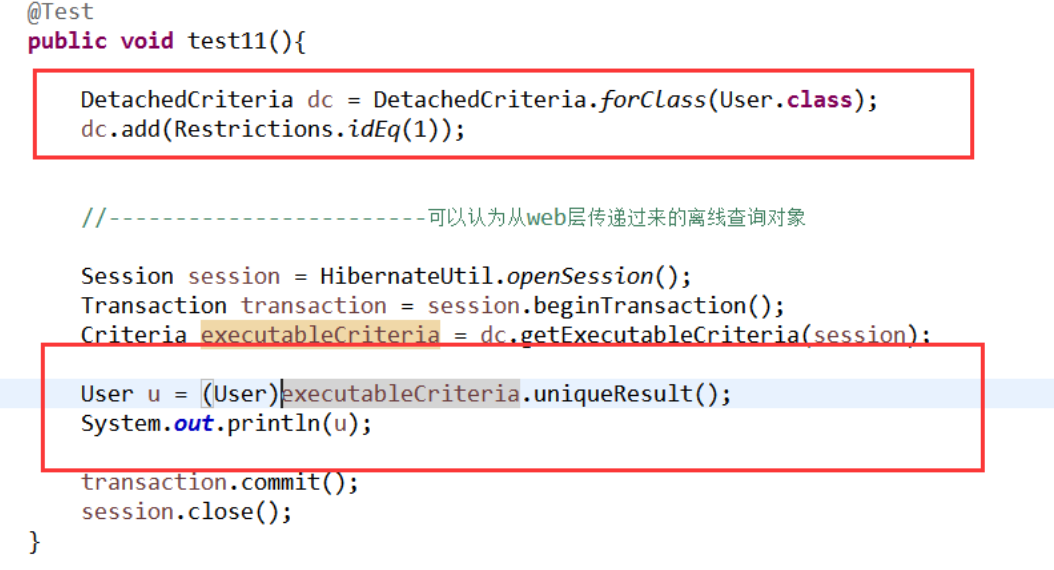 @Test
public void test11(){
DetachedCriteria dc = DetachedCriteria.forClass(User.class);
dc.add(Restrictions.idEq(1));
//------------------------可以认为从web层传递过来的离线查询对象
Session session = HibernateUtil.openSession();
Transaction transaction = session.beginTransaction();
Criteria executableCriteria = dc.getExecutableCriteria(session);
User u = (User)executableCriteria.uniqueResult();
System.out.println(u);
transaction.commit();
session.close();
}